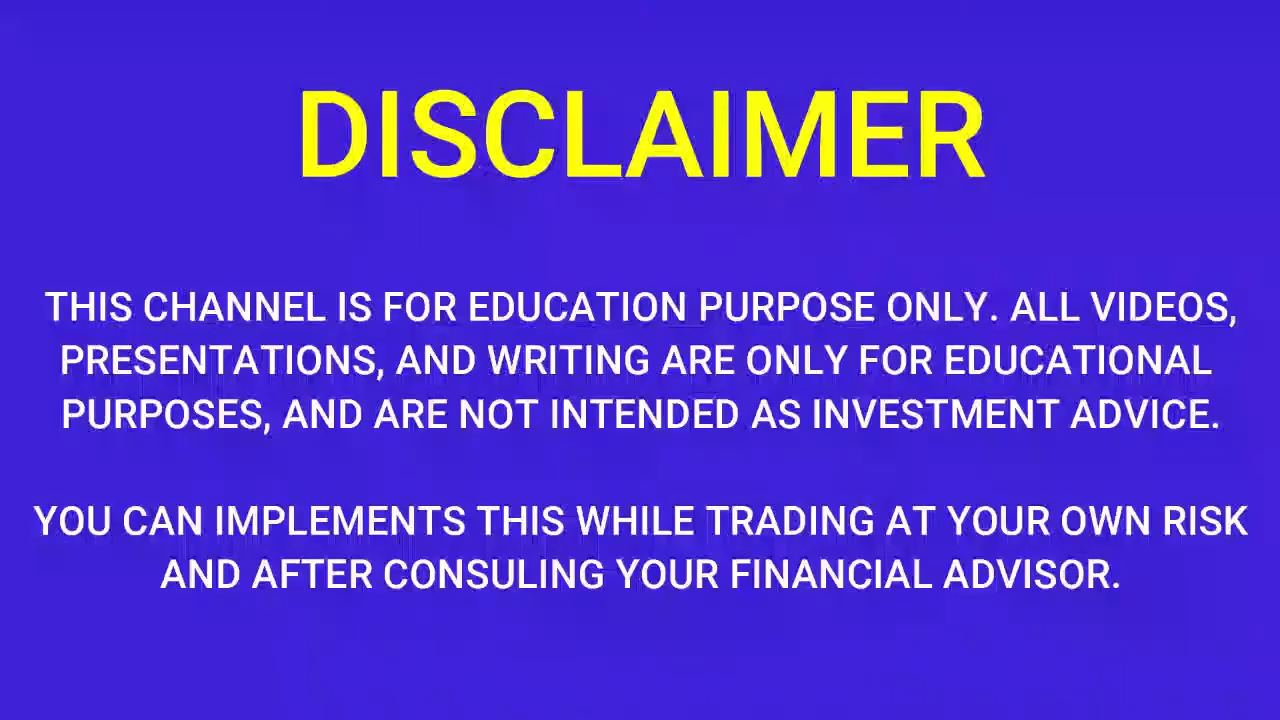 DISCLAIMER
THIS CHANNEL IS FOR EDUCATION PURPOSE ONLY. ALL VIDEOS,
PRESENTATIONS, AND WRITING ARE ONLY FOR EDUCATIONAL
PURPOSES, AND ARE NOT INTENDED AS INVESTMENT ADVICE.
YOU CAN IMPLEMENTS THIS WHILE TRADING AT YOUR OWN RISK
AND AFTER CONSULING YOUR FINANCIAL ADVISOR.